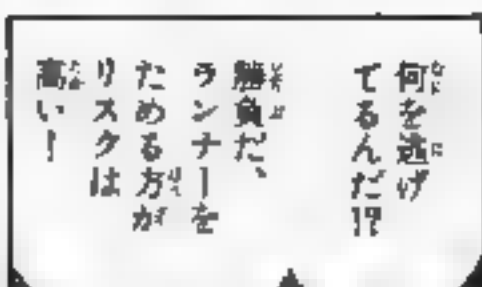 何を逃げ
てるんだ!?
勝負だ、
ランナーを
ためる方が
リスクは
高い!